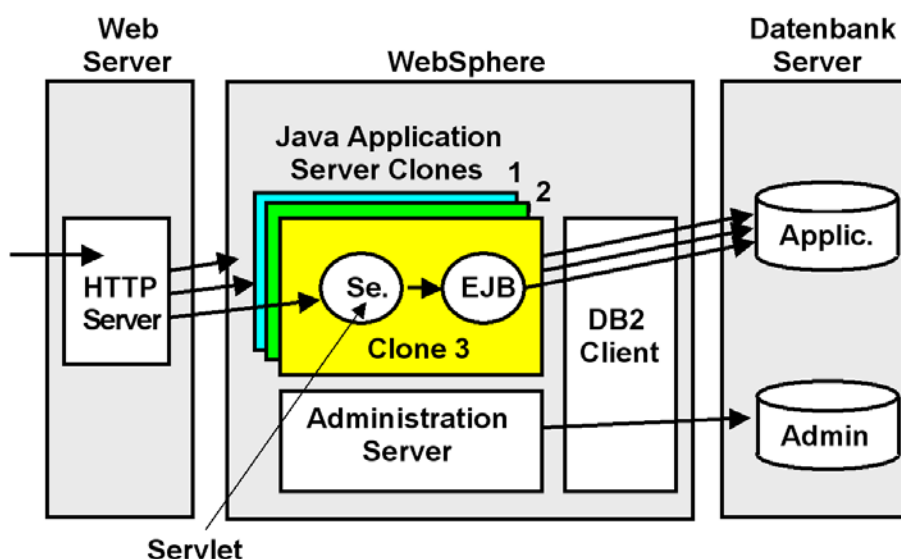 Web
Server
WebSphere
Datenbank
Server
Java Application
Server Clones
1
2
HTTP
Server
Se.
EJB
Clone 3
DB2
Client
Applic.
Administration
Server
Admin
Servlet